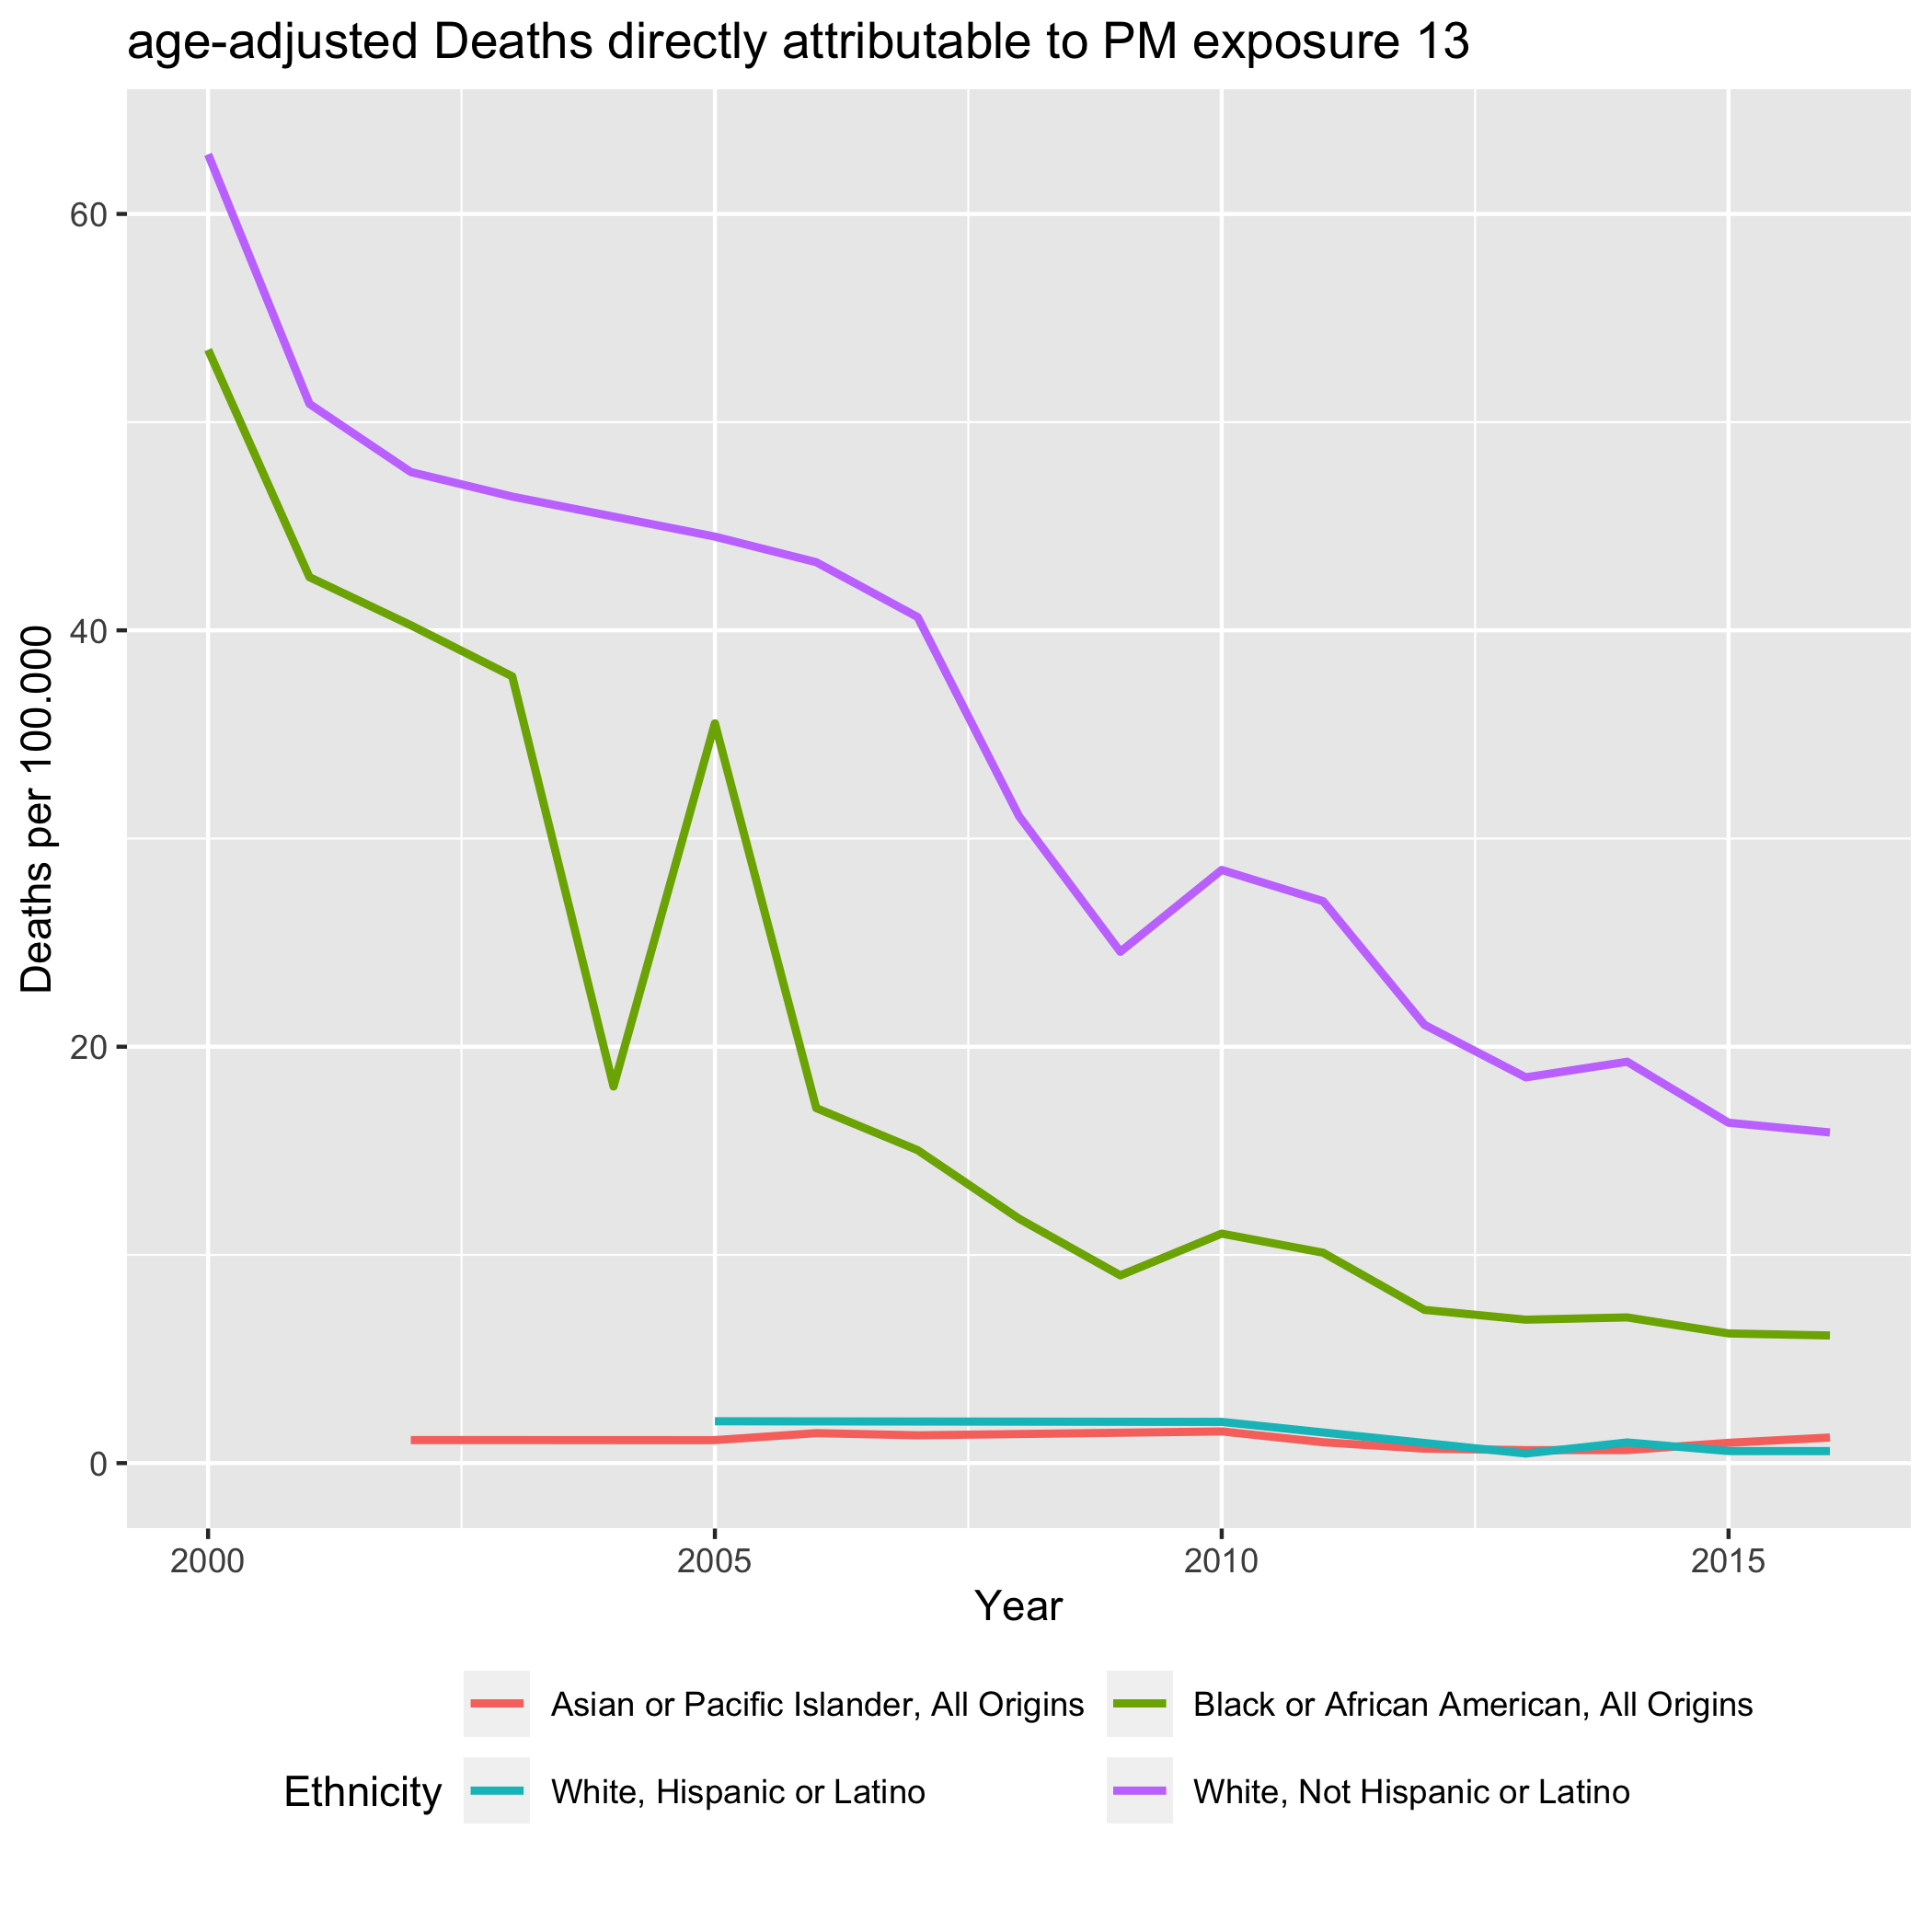 age-adjusted Deaths directly attributable to PM exposure 13
60
40
20
0
Deaths per 100.000
2000 2005 2010 2015
Year
Ethnicity
Asian or Pacific Islander, All Origins
Black or African American, All Origins
White, Hispanic or Latino
White, Not Hispanic or Latino